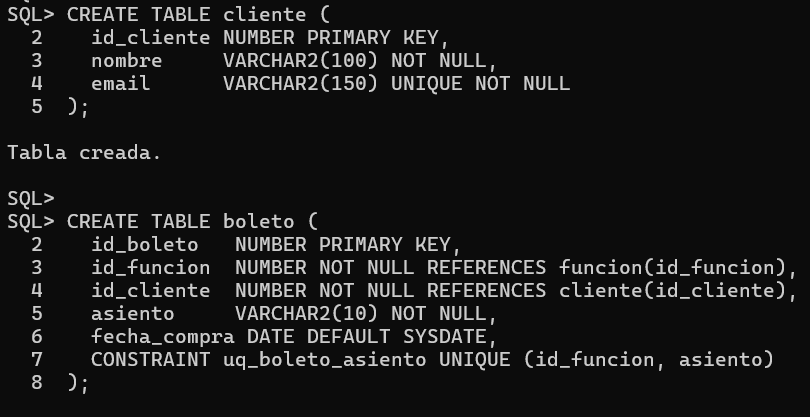 SQL> CREATE TABLE cliente (
  2    id_cliente NUMBER PRIMARY KEY,
  3    nombre     VARCHAR2(100) NOT NULL,
  4    email      VARCHAR2(150) UNIQUE NOT NULL
  5  );
Tabla creada.
SQL>
SQL> CREATE TABLE boleto (
  2    id_boleto   NUMBER PRIMARY KEY,
  3    id_funcion  NUMBER NOT NULL REFERENCES funcion(id_funcion),
  4    id_cliente  NUMBER NOT NULL REFERENCES cliente(id_cliente),
  5    asiento     VARCHAR2(10) NOT NULL,
  6    fecha_compra DATE DEFAULT SYSDATE,
  7    CONSTRAINT uq_boleto_asiento UNIQUE (id_funcion, asiento)
  8  );